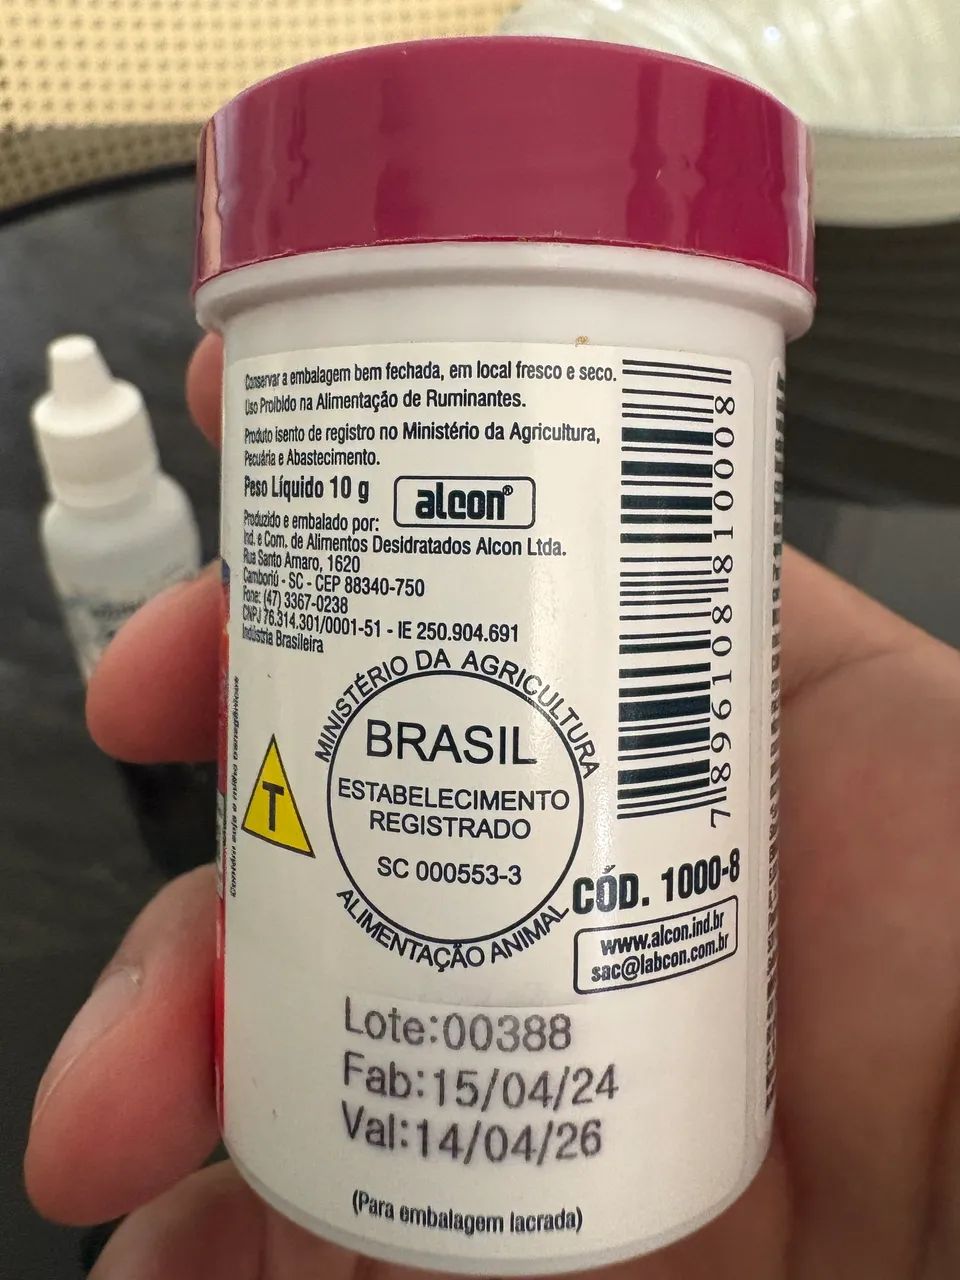 Conservar a embalagem bem fechada, em local fresco e seco.
Uso Proibido na Alimentação de Ruminantes.
Produto isento de registro no Ministério da Agricultura,
Pecuária e Abastecimento.
Peso Líquido 10 g
alcon®
Produzido e embalado por:
Ind. e Com. de Alimentos Desidratados Alcon Ltda.
Rua Santo Amaro, 1620
Camboriú - SC - CEP 88340-750
Fone: (47) 3367-0238
CNPJ 76.314.301/0001-51 - IE 250.904.691
Indústria Brasileira
MINISTÉRIO DA AGRICULTURA
BRASIL
ESTABELECIMENTO
REGISTRADO
SC 000553-3
ALIMENTAÇÃO ANIMAL
T
7896108810008
CÓD. 1000-8
www.alcon.ind.br
sac@labcon.com.br
Lote:00388
Fab:15/04/24
Val:14/04/26
(Para embalagem lacrada)